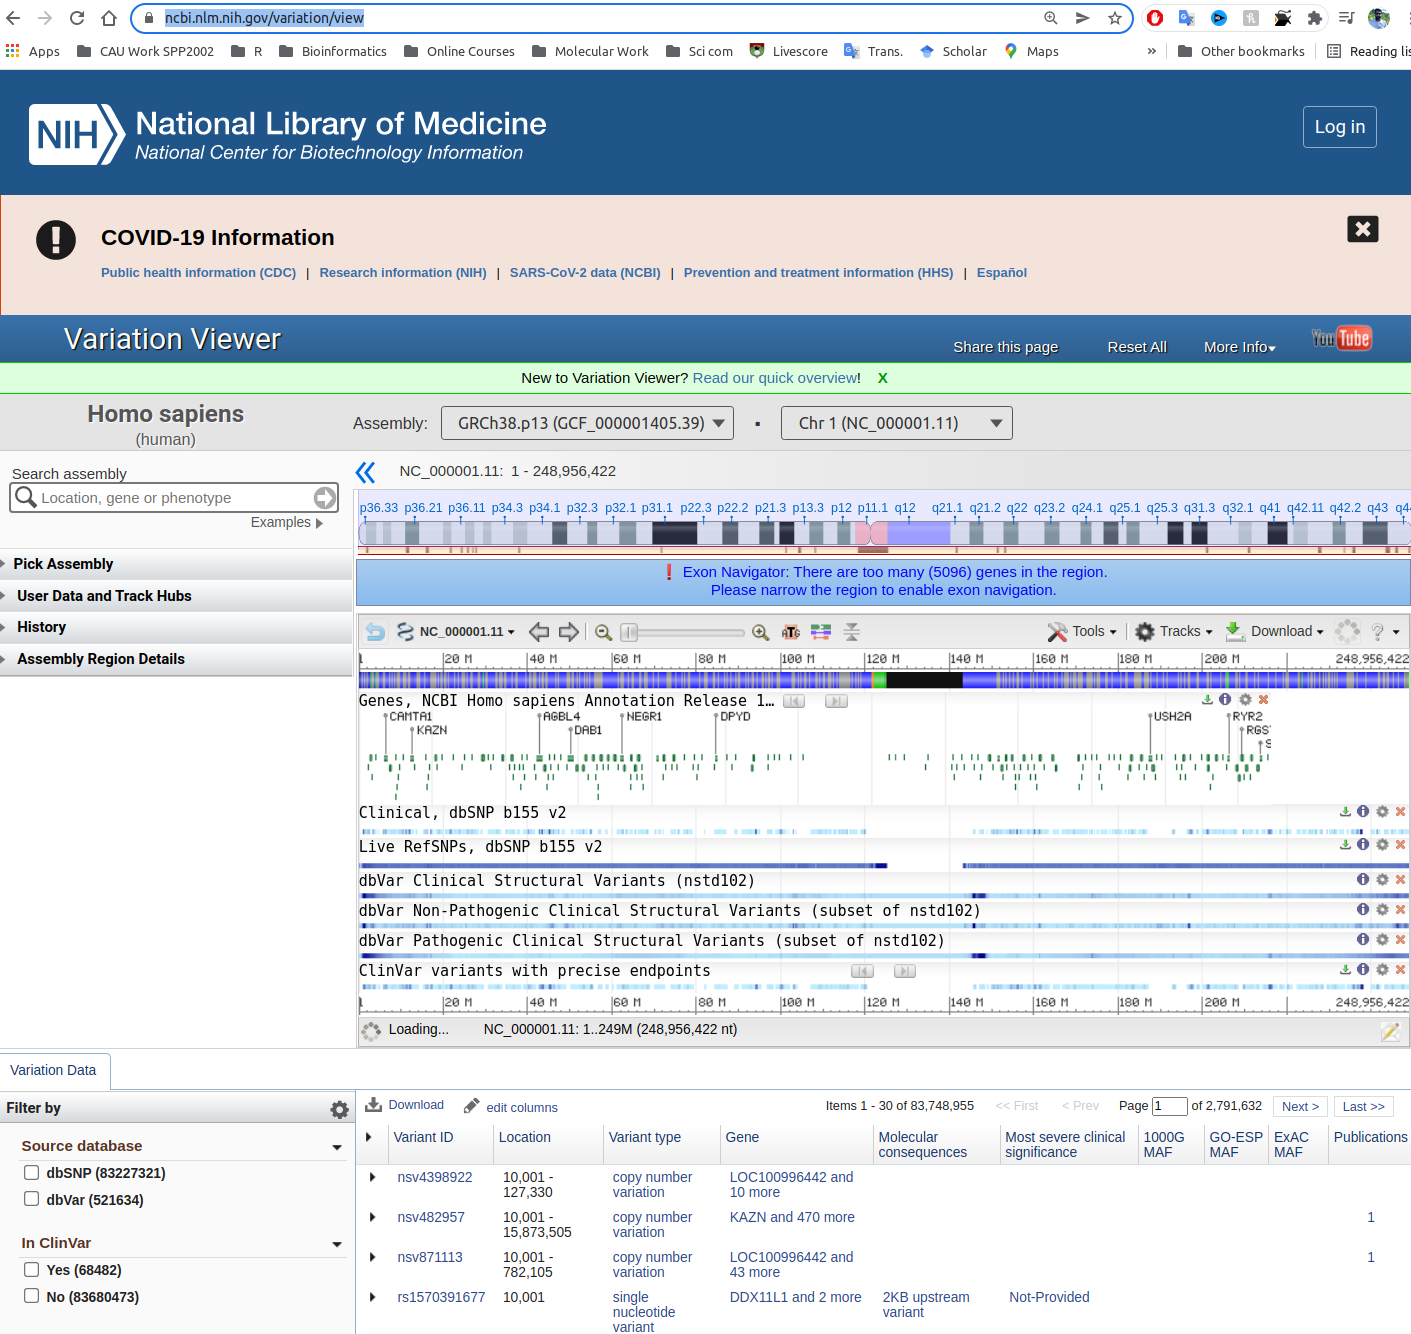 ncbi.nlm.nih.gov/variation/view
Apps CAU Work SPP2002 R Bioinformatics Online Courses Molecular Work Sci com Livescore Trans. Scholar Maps » Other bookmarks Reading lis
NIH National Library of Medicine
National Center for Biotechnology Information
Log in
COVID-19 Information
Public health information (CDC) | Research information (NIH) | SARS-CoV-2 data (NCBI) | Prevention and treatment information (HHS) | Español
Variation Viewer
Share this page Reset All More Info YouTube
New to Variation Viewer? Read our quick overview! X
Homo sapiens
(human)
Assembly: GRCh38.p13 (GCF_000001405.39) Chr 1 (NC_000001.11)
Search assembly
Location, gene or phenotype
Examples
Pick Assembly
User Data and Track Hubs
History
Assembly Region Details
NC_000001.11: 1 - 248,956,422
p36.33 p36.21 p36.11 p34.3 p34.1 p32.3 p32.1 p31.1 p22.3 p22.2 p21.3 p13.3 p12 p11.1 q12 q21.1 q21.2 q22 q23.2 q24.1 q25.1 q25.3 q31.3 q32.1 q41 q42.11 q42.2 q43 q44
Exon Navigator: There are too many (5096) genes in the region.
Please narrow the region to enable exon navigation.
NC_000001.11 ATG Tools Tracks Download ?
1 20 M 40 M 60 M 80 M 100 M 120 M 140 M 160 M 180 M 200 M 248,956,422
Genes, NCBI Homo sapiens Annotation Release 1…
CAMTA1 AGBL4 NEGR1 DPYD USH2A RYR2
KAZN DAB1 RGS
S
Clinical, dbSNP b155 v2
Live RefSNPs, dbSNP b155 v2
dbVar Clinical Structural Variants (nstd102)
dbVar Non-Pathogenic Clinical Structural Variants (subset of nstd102)
dbVar Pathogenic Clinical Structural Variants (subset of nstd102)
ClinVar variants with precise endpoints
1 20 M 40 M 60 M 80 M 100 M 120 M 140 M 160 M 180 M 200 M 248,956,422
Loading... NC_000001.11: 1..249M (248,956,422 nt)
Variation Data
Filter by
Source database
dbSNP (83227321)
dbVar (521634)
In ClinVar
Yes (68482)
No (83680473)
Download edit columns Items 1 - 30 of 83,748,955 << First < Prev Page 1 of 2,791,632 Next > Last >>
Variant ID Location Variant type Gene Molecular consequences Most severe clinical significance 1000G MAF GO-ESP MAF ExAC MAF Publications
nsv4398922 10,001 - 127,330 copy number variation LOC100996442 and 10 more
nsv482957 10,001 - 15,873,505 copy number variation KAZN and 470 more 1
nsv871113 10,001 - 782,105 copy number variation LOC100996442 and 43 more 1
rs1570391677 10,001 single nucleotide variant DDX11L1 and 2 more 2KB upstream variant Not-Provided